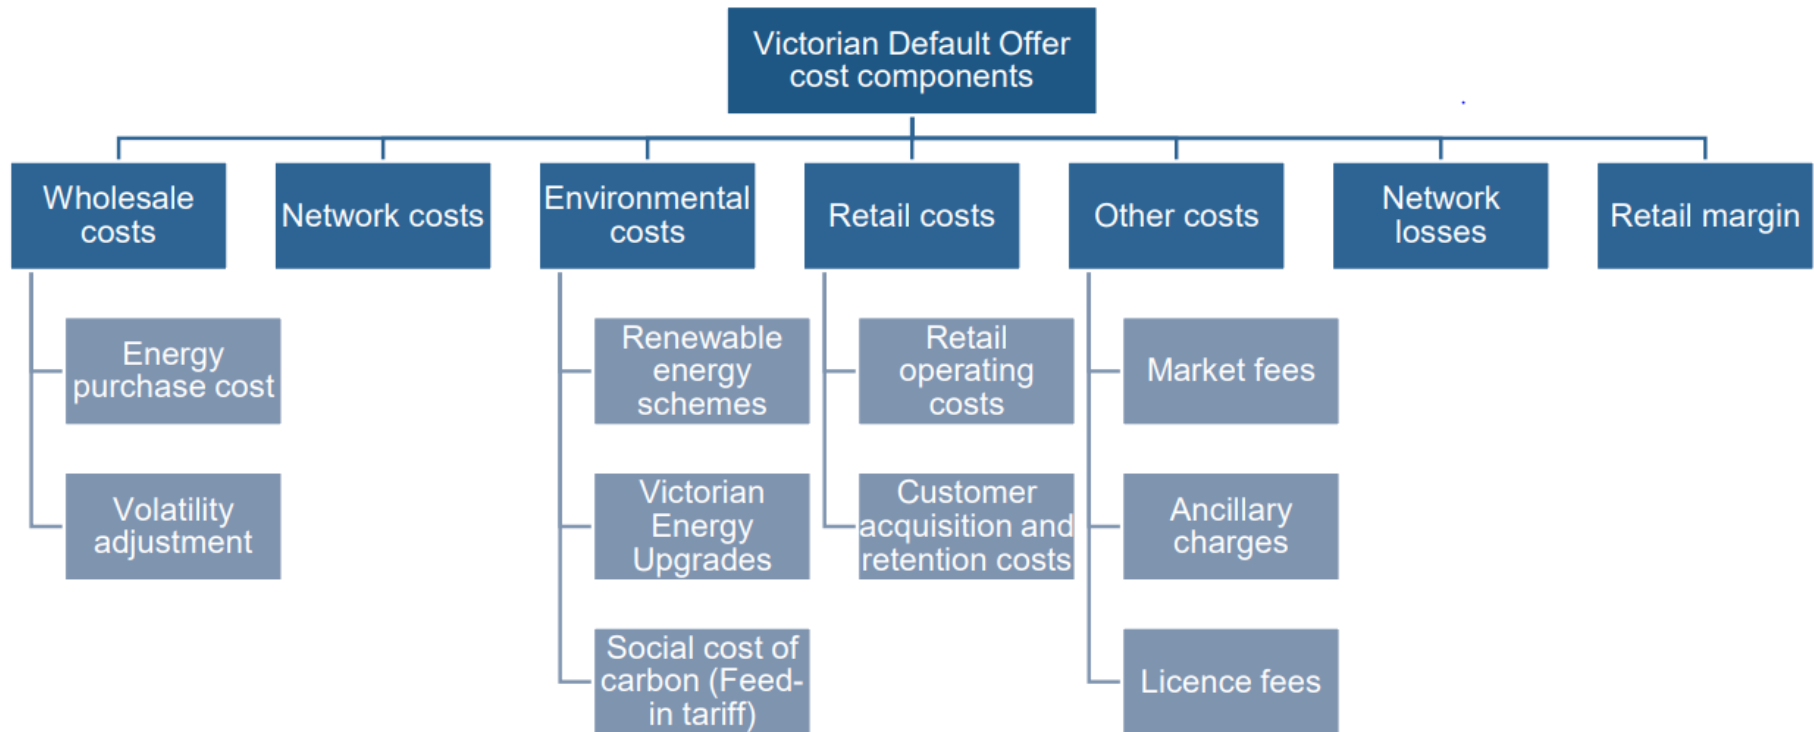 Victorian Default Offer
cost components
Wholesale
costs
Network costs
Environmental
costs
Retail costs
Other costs
Network
losses
Retail margin
Energy
purchase cost
Volatility
adjustment
Renewable
energy
schemes
Victorian
Energy
Upgrades
Social cost of
carbon (Feed-
in tariff)
Retail
operating
costs
Customer
acquisition and
retention costs
Market fees
Ancillary
charges
Licence fees